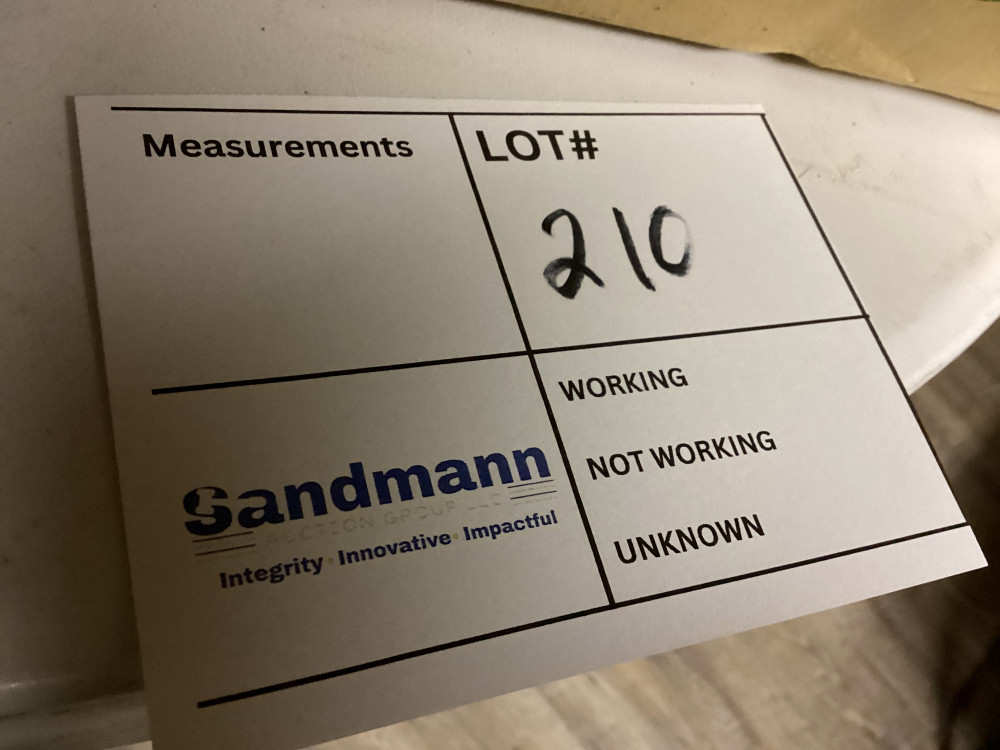 Measurements
LOT#
210
WORKING
NOT WORKING
UNKNOWN
Sandmann
AUCTION GROUP LLC
Integrity · Innovative · Impactful